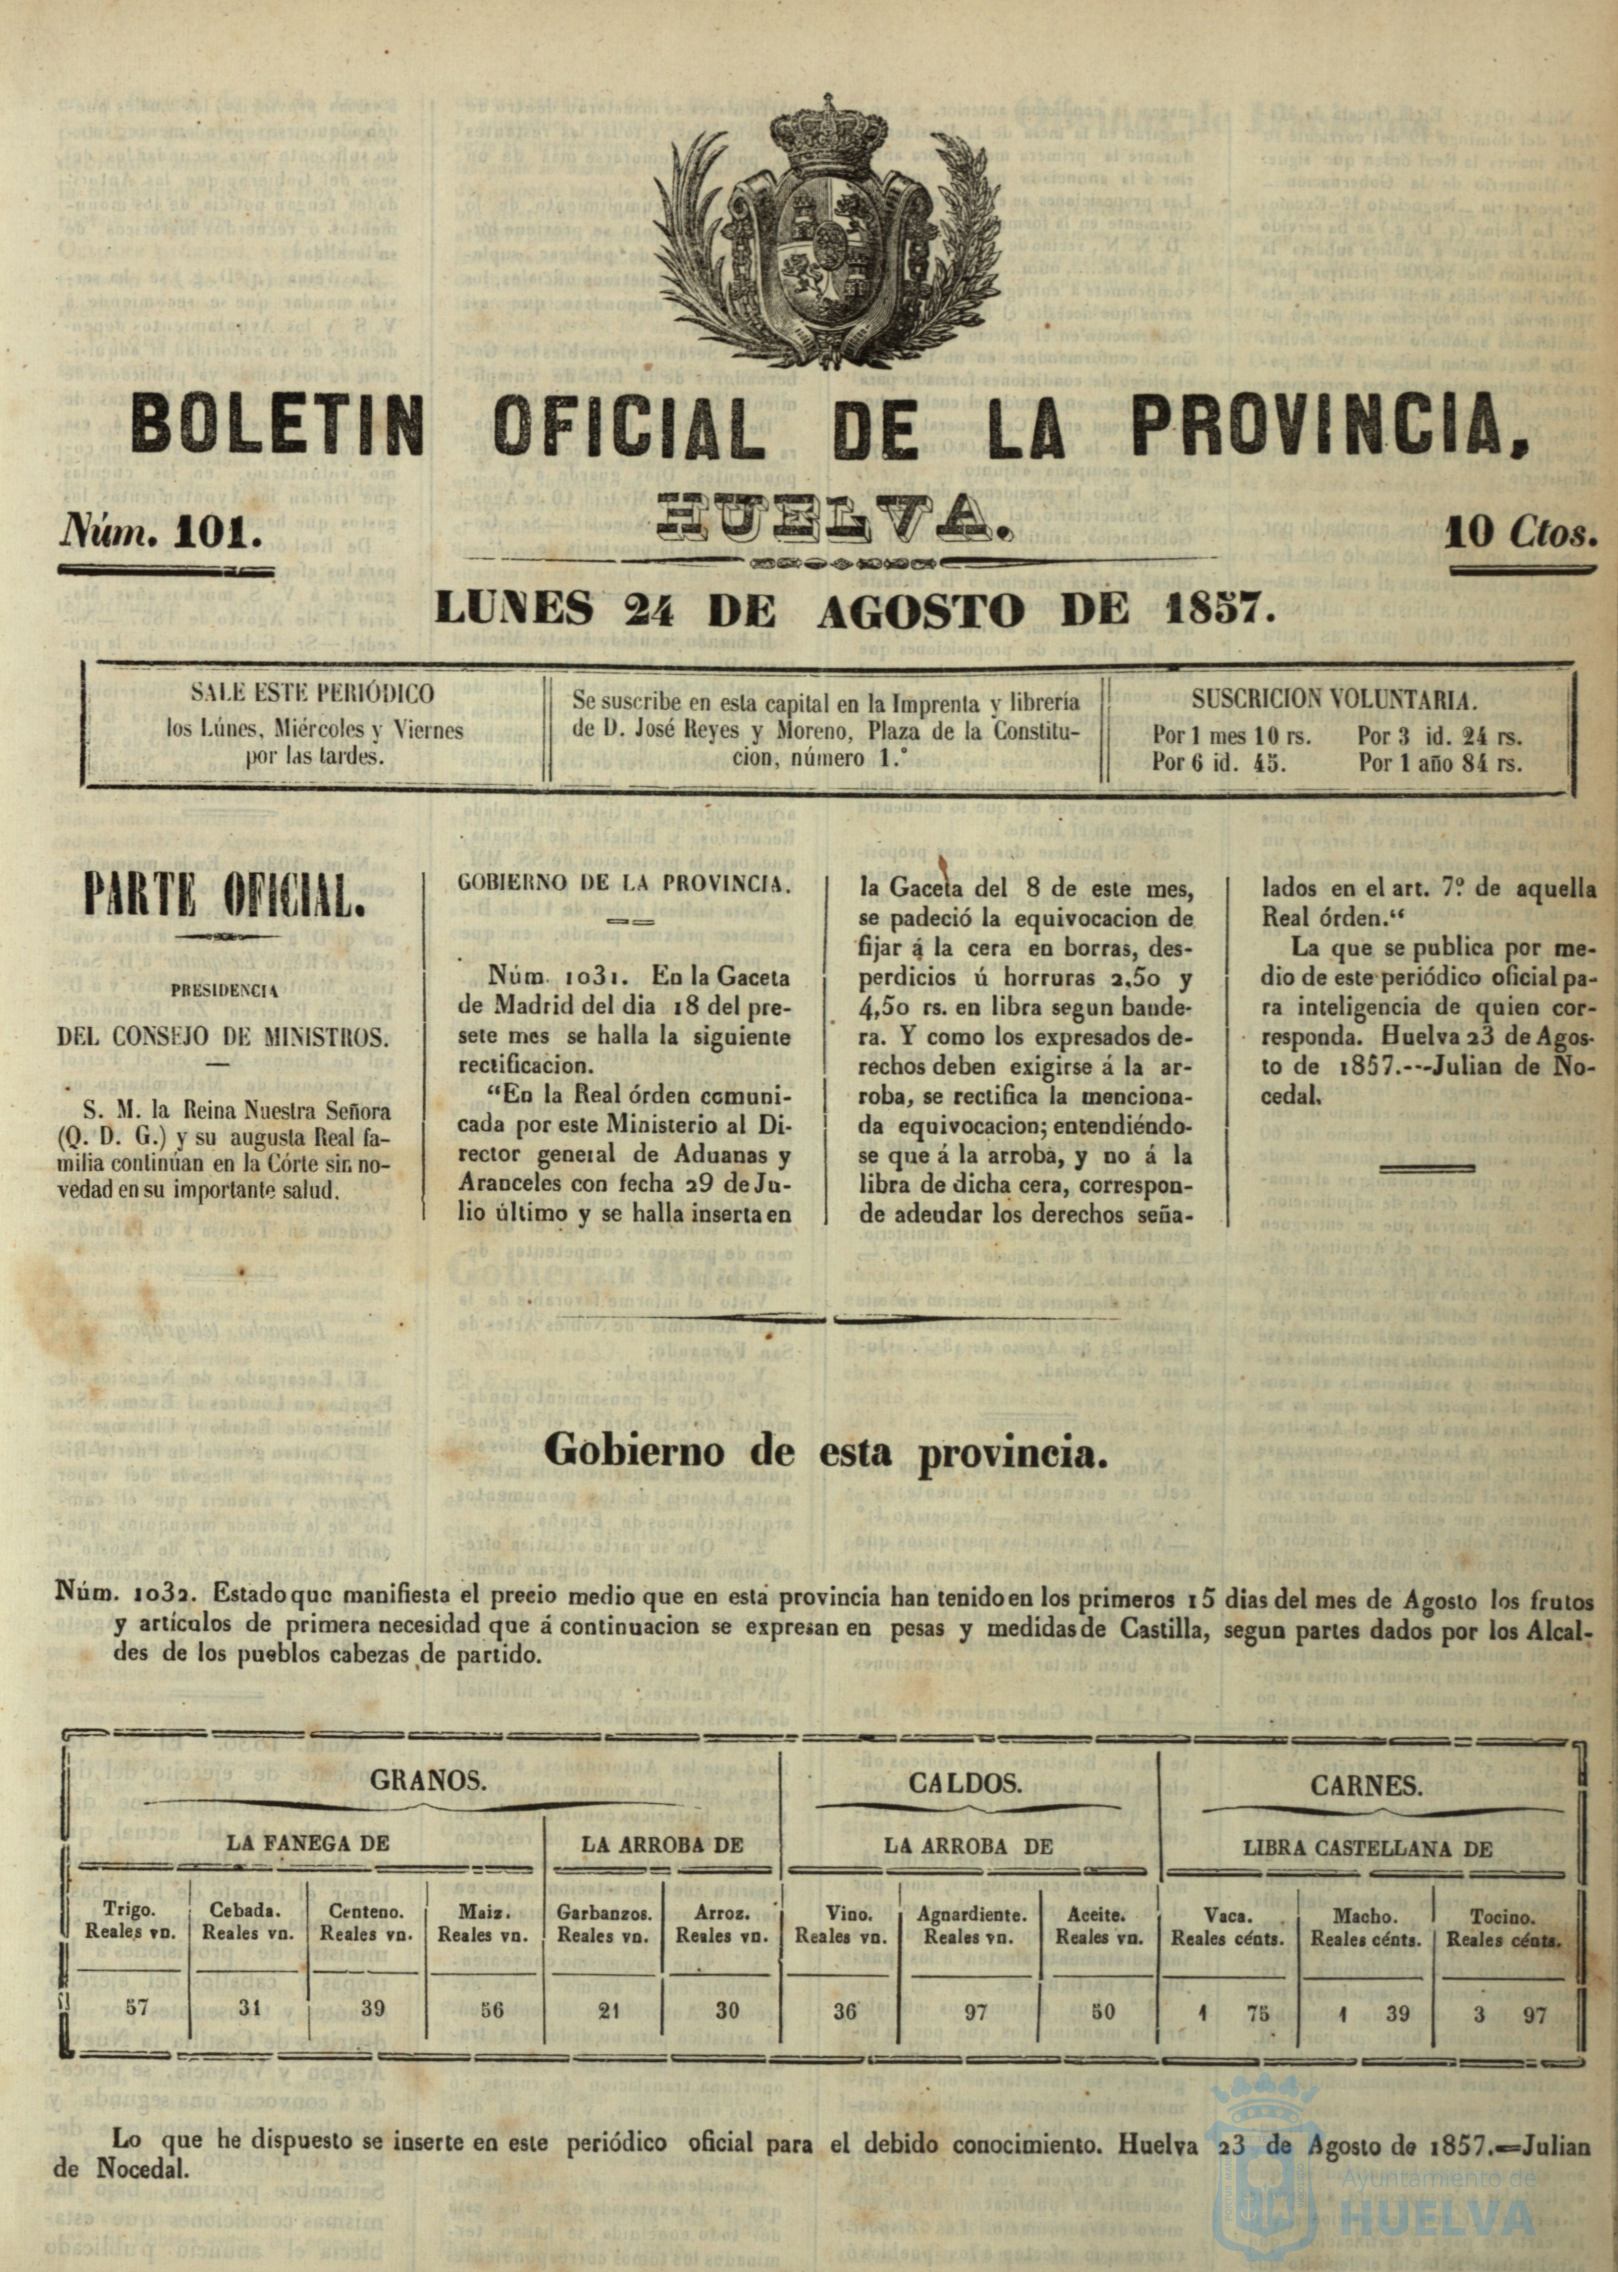 BOLETIN OFICIAL DE LA PROVINCIA,
HUELVA.
Núm. 101.
10 Ctos.
LUNES 24 DE AGOSTO DE 1857.
SALE ESTE PERIÓDICO
los Lúnes, Miércoles y Viernes
por las tardes.
Se suscribe en esta capital en la Imprenta y librería
de D. José Reyes y Moreno, Plaza de la Constitu-
cion, número 1.°
SUSCRICION VOLUNTARIA.
Por 1 mes 10 rs. Por 3 id. 24 rs.
Por 6 id. 45. Por 1 año 84 rs.
PARTE OFICIAL.
PRESIDENCIA
DEL CONSEJO DE MINISTROS.
S. M. la Reina Nuestra Señora
(Q. D. G.) y su augusta Real fa-
milia continúan en la Córte sin no-
vedad en su importante salud.
GOBIERNO DE LA PROVINCIA.
Núm. 1031. En la Gaceta
de Madrid del dia 18 del pre-
sete mes se halla la siguiente
rectificacion.
“En la Real órden comuni-
cada por este Ministerio al Di-
rector general de Aduanas y
Aranceles con fecha 29 de Ju-
lio último y se halla inserta en
la Gaceta del 8 de este mes,
se padeció la equivocacion de
fijar á la cera en borras, des-
perdicios ú horruras 2,50 y
4,50 rs. en libra segun bande-
ra. Y como los expresados de-
rechos deben exigirse á la ar-
roba, se rectifica la menciona-
da equivocacion; entendiéndo-
se que á la arroba, y no á la
libra de dicha cera, correspon-
de adeudar los derechos seña-
lados en el art. 7.º de aquella
Real órden.“
La que se publica por me-
dio de este periódico oficial pa-
ra inteligencia de quien cor-
responda. Huelva 23 de Agos-
to de 1857.---Julian de No-
cedal.
Gobierno de esta provincia.
Núm. 1032. Estado que manifiesta el precio medio que en esta provincia han tenido en los primeros 15 dias del mes de Agosto los frutos
y artículos de primera necesidad que á continuacion se expresan en pesas y medidas de Castilla, segun partes dados por los Alcal-
des de los pueblos cabezas de partido.
GRANOS. CALDOS. CARNES.
LA FANEGA DE LA ARROBA DE LA ARROBA DE LIBRA CASTELLANA DE
Trigo. Cebada. Centeno. Maiz. Garbanzos. Arroz. Vino. Aguardiente. Aceite. Vaca. Macho. Tocino.
Reales vn. Reales vn. Reales vn. Reales vn. Reales vn. Reales vn. Reales vn. Reales vn. Reales vn. Reales cénts. Reales cénts. Reales cénts.
57 31 39 56 21 30 36 97 50 1 75 1 39 3 97
Lo que he dispuesto se inserte en este periódico oficial para el debido conocimiento. Huelva 23 de Agosto de 1857.=Julian
de Nocedal.
Ayuntamiento de
HUELVA